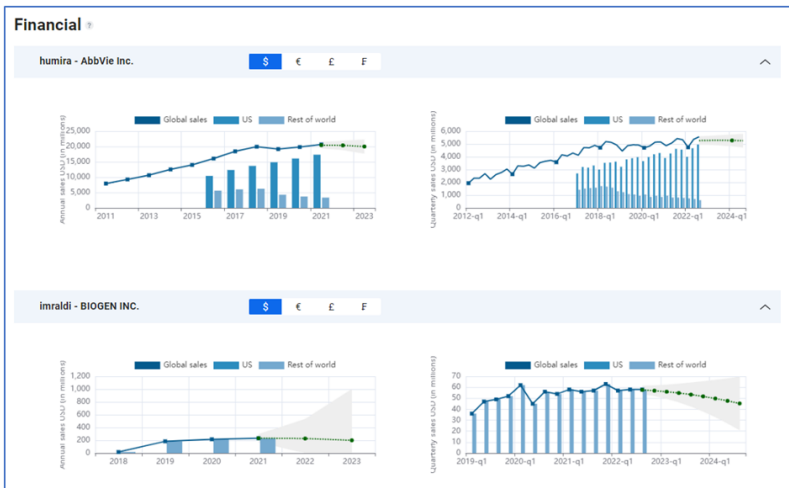 Financial
humira - AbbVie Inc.
$ € £ ₣
Global sales US Rest of world
Annual sales USD (in millions)
25,000
20,000
15,000
10,000
5,000
0
2011 2013 2015 2017 2019 2021 2023
Global sales US Rest of world
Quarterly sales USD (in millions)
6,000
5,000
4,000
3,000
2,000
1,000
0
2012-q1 2014-q1 2016-q1 2018-q1 2020-q1 2022-q1 2024-q1
imraldi - BIOGEN INC.
$ € £ ₣
Global sales US Rest of world
Annual sales USD (in millions)
1,200
1,000
800
600
400
200
0
2018 2019 2020 2021 2022 2023
Global sales US Rest of world
Quarterly sales USD (in millions)
70
60
50
40
30
20
10
0
2019-q1 2020-q1 2021-q1 2022-q1 2023-q1 2024-q1